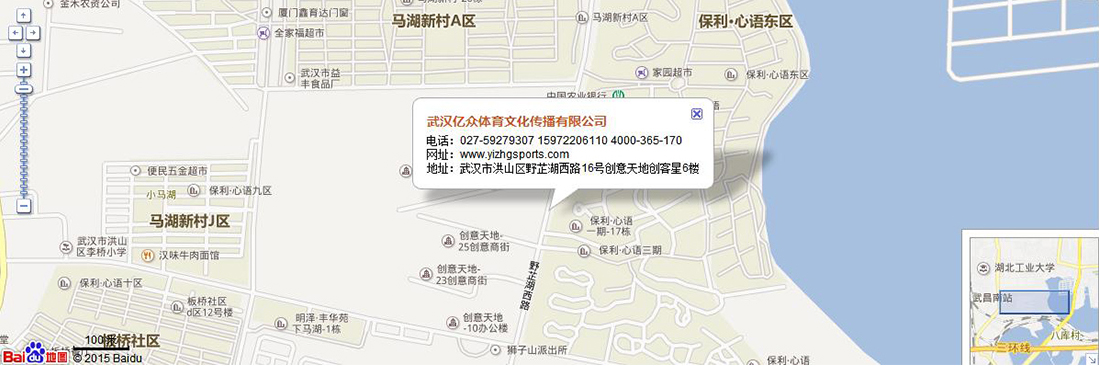 金禾农资公司
厦门鑫育达门窗
马湖新村A区
马湖新村A区
保利·心语东区
全家福超市
武汉市益
丰食品厂
家园超市
保利·心语东区
中国农业银行
武汉亿众体育文化传播有限公司
电话：027-59279307 15972206110 4000-365-170
网址：www.yizhgsports.com
地址：武汉市洪山区野芷湖西路16号创意天地创客星6楼
便民五金超市
小马湖
保利·心语九区
马湖新村J区
武汉市洪山
区李桥小学
汉味牛肉面馆
保利·心语
一期-17栋
创意天地-
25创意商街
保利·心语三期
创意天地-
23创意商街
野芷湖西路
保利·心语十区
板桥社区
d区12号楼
明泽·丰华苑
下马湖-1栋
创意天地
-10办公楼
狮子山派出所
板桥社区
保利·心语
湖北工业大学
武昌南站
八库村
三环线
Bai 地图
© 2015 Baidu